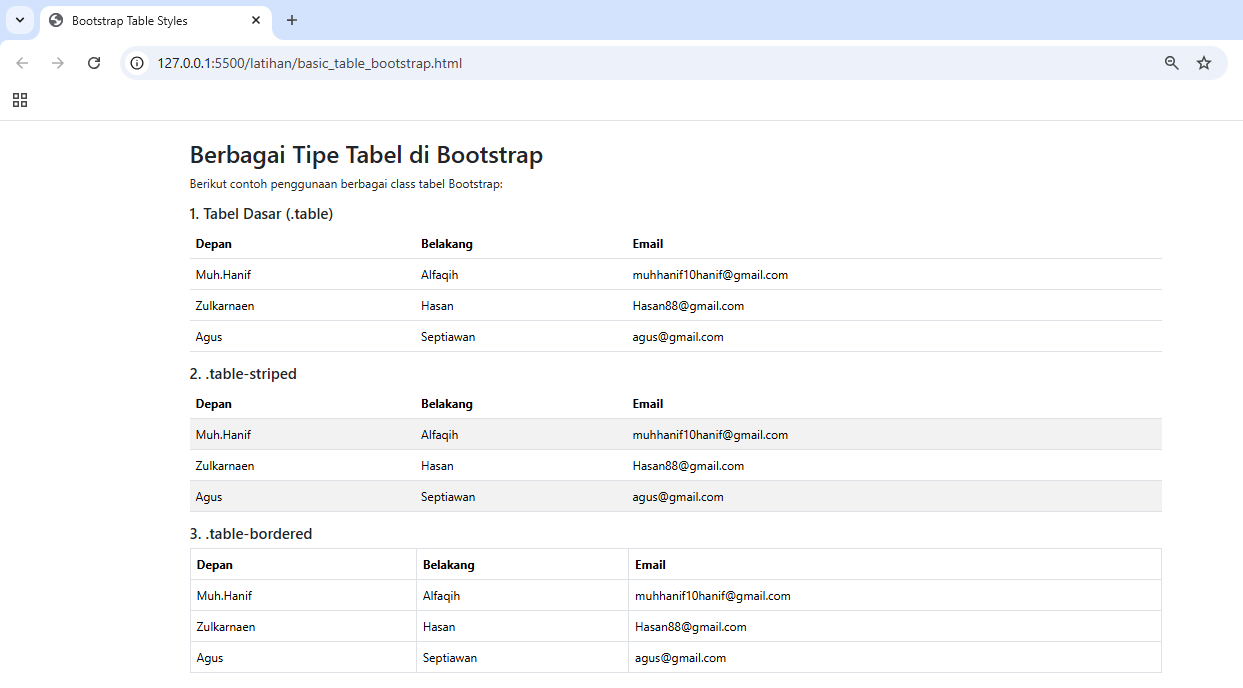 Bootstrap Table Styles
127.0.0.1:5500/latihan/basic_table_bootstrap.html
Berbagai Tipe Tabel di Bootstrap
Berikut contoh penggunaan berbagai class tabel Bootstrap:
1. Tabel Dasar (.table)
Depan Belakang Email
Muh.Hanif Alfaqih muhhanif10hanif@gmail.com
Zulkarnaen Hasan Hasan88@gmail.com
Agus Septiawan agus@gmail.com
2. .table-striped
Depan Belakang Email
Muh.Hanif Alfaqih muhhanif10hanif@gmail.com
Zulkarnaen Hasan Hasan88@gmail.com
Agus Septiawan agus@gmail.com
3. .table-bordered
Depan Belakang Email
Muh.Hanif Alfaqih muhhanif10hanif@gmail.com
Zulkarnaen Hasan Hasan88@gmail.com
Agus Septiawan agus@gmail.com